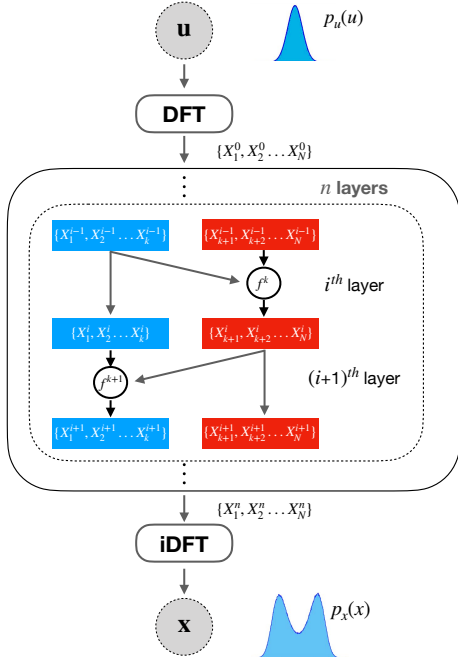 u
p_u(u)
DFT
{X_1^0, X_2^0 … X_N^0}
n layers
{X_1^{i-1}, X_2^{i-1} … X_k^{i-1}} {X_{k+1}^{i-1}, X_{k+2}^{i-1} … X_N^{i-1}}
f^k
i^{th} layer
{X_1^i, X_2^i … X_k^i} {X_{k+1}^i, X_{k+2}^i … X_N^i}
f^{k+1}
(i+1)^{th} layer
{X_1^{i+1}, X_2^{i+1} … X_k^{i+1}} {X_{k+1}^{i+1}, X_{k+2}^{i+1} … X_N^{i+1}}
{X_1^n, X_2^n … X_N^n}
iDFT
x
p_x(x)